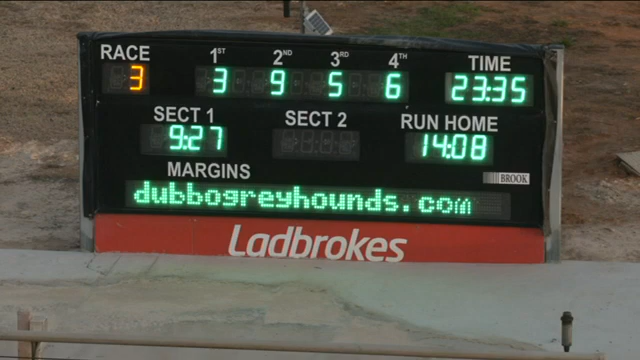 RACE 1ST 2ND 3RD 4TH TIME
3 3 9 5 6 23:35
SECT 1 SECT 2 RUN HOME
9:27 14:08
MARGINS
BROOK
dubbogreyhounds.com
Ladbrokes